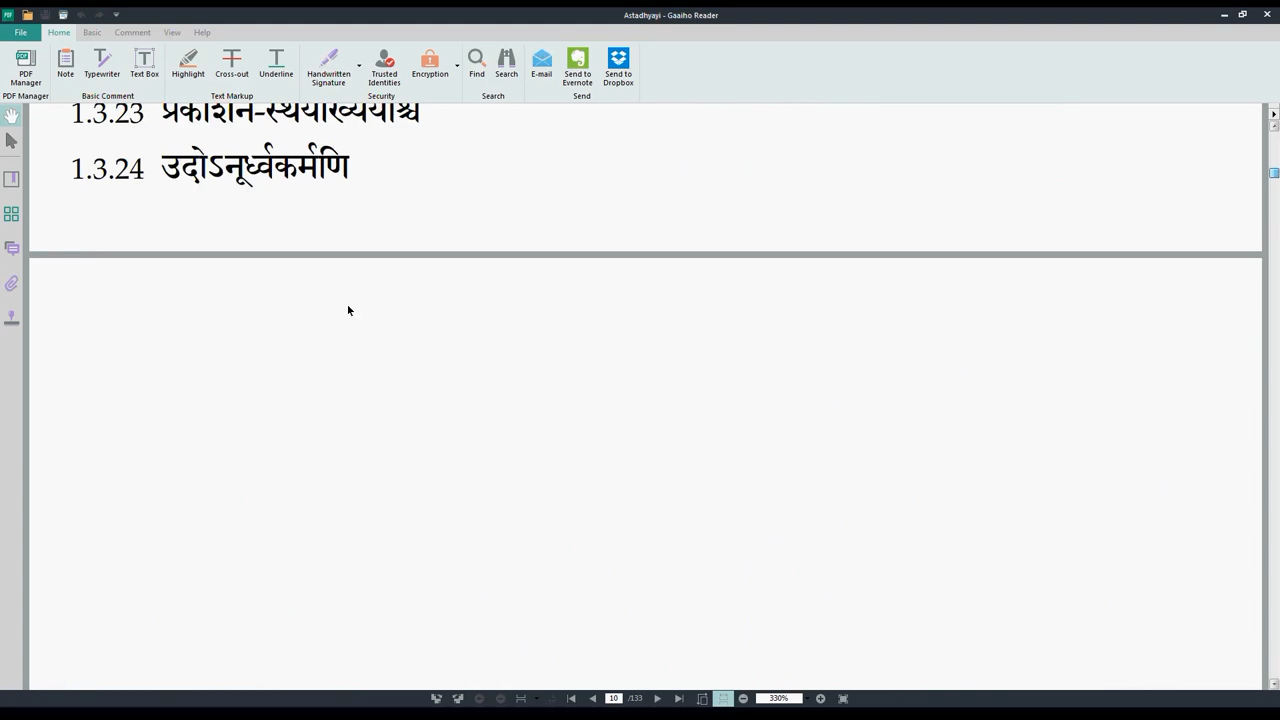 Astadhyayi - Gaaiho Reader
File Home Basic Comment View Help
PDF Manager Note Typewriter Text Box Highlight Cross-out Underline Handwritten Signature Trusted Identities Encryption Find Search E-mail Send to Evernote Send to Dropbox
PDF Manager Basic Comment Text Markup Security Search Send
1.3.23 प्रकाशन-स्थेयाख्ययोश्च
1.3.24 उदोऽनूर्ध्वकर्मणि
10 /133 330%